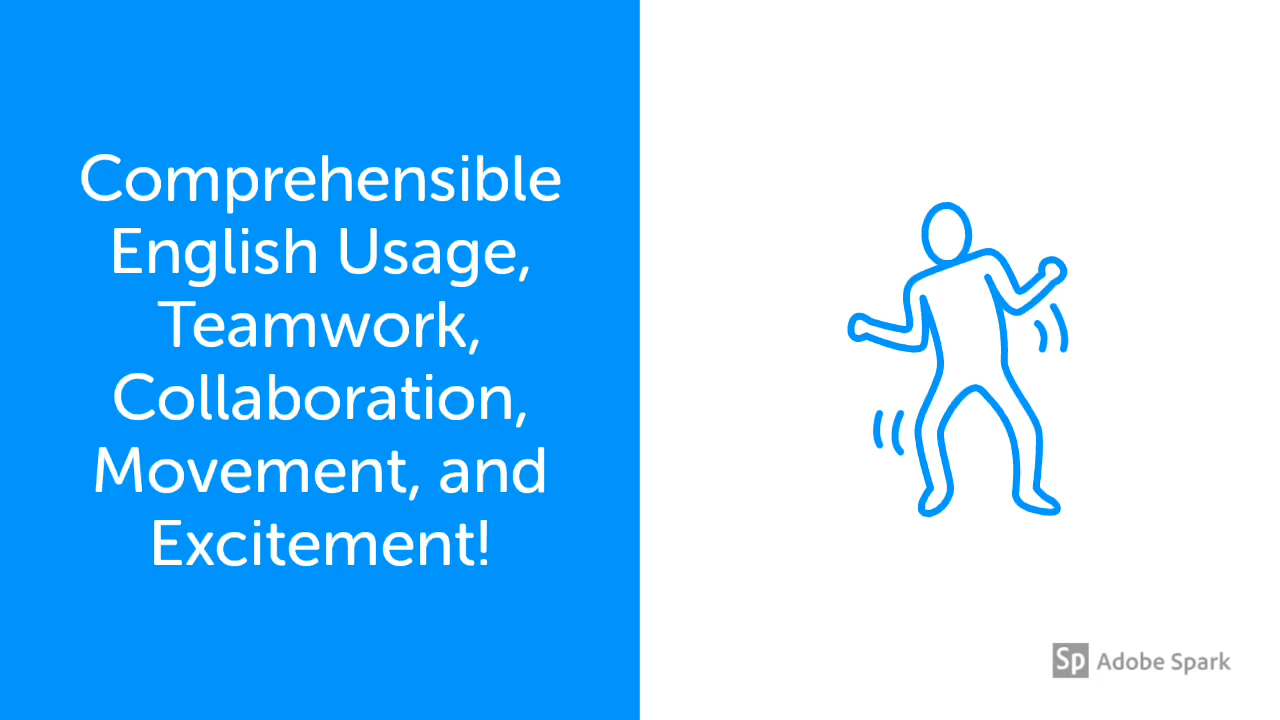 Comprehensible
English Usage,
Teamwork,
Collaboration,
Movement, and
Excitement!
Sp Adobe Spark